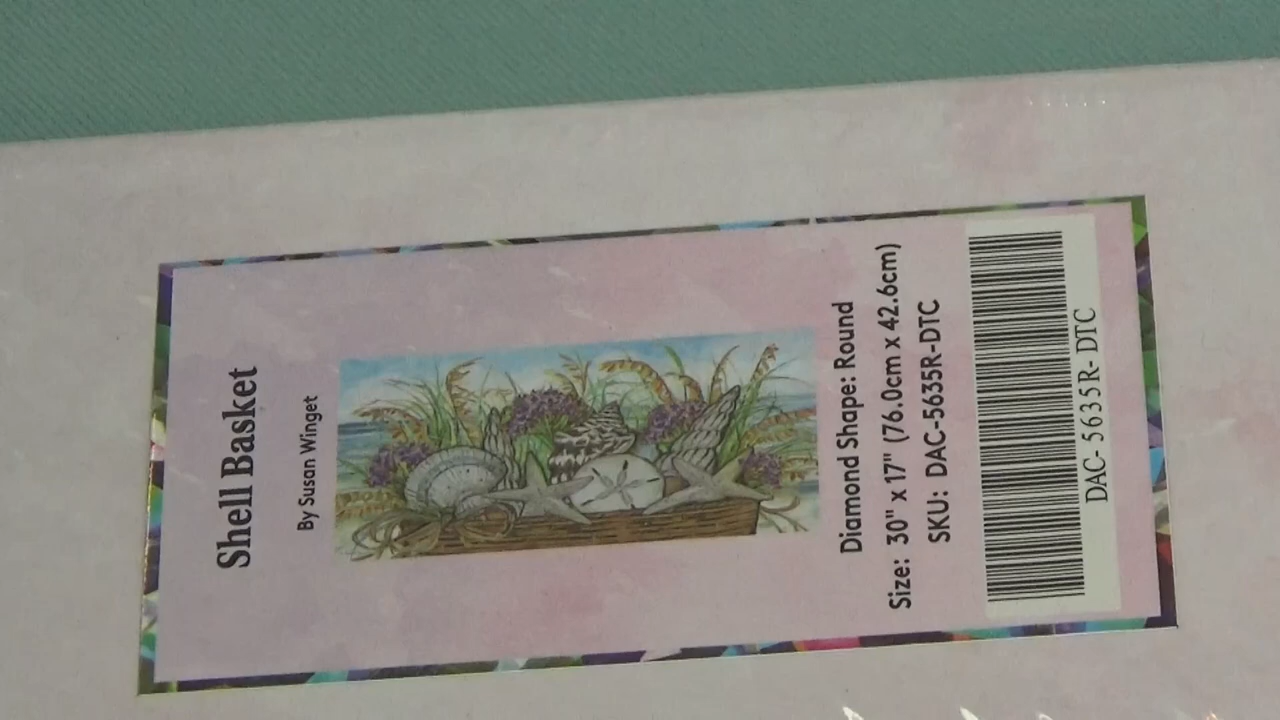 Shell Basket
By Susan Winget
Diamond Shape: Round
Size: 30" x 17" (76.0cm x 42.6cm)
SKU: DAC-5635R-DTC
DAC- 5635R- DTC